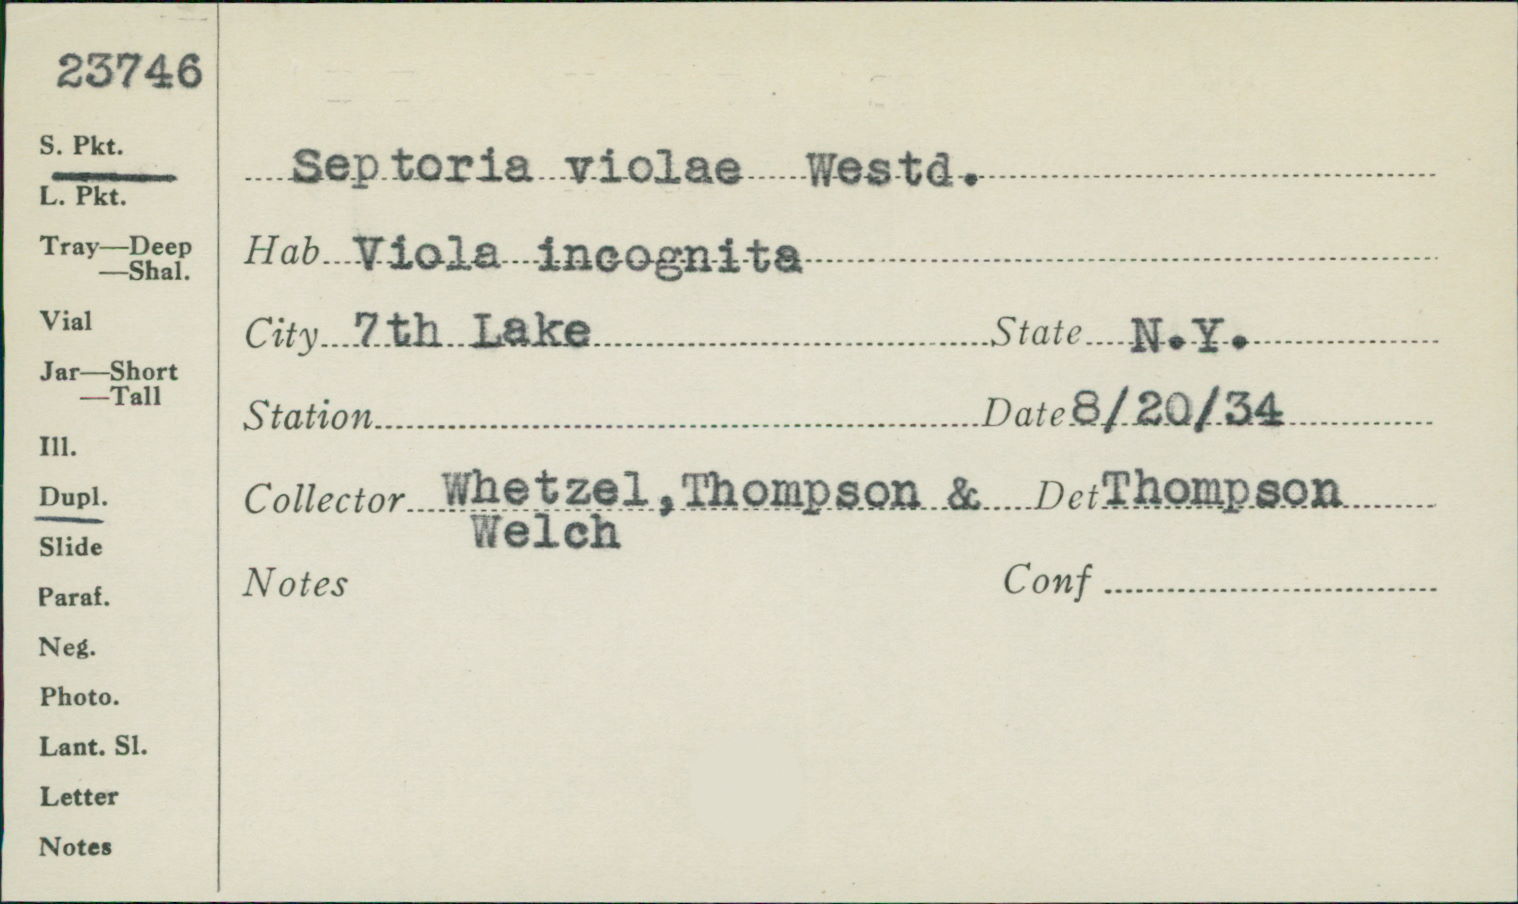 23746
S. Pkt.
L. Pkt.
Tray—Deep
—Shal.
Vial
Jar—Short
—Tall
Ill.
Dupl.
Slide
Paraf.
Neg.
Photo.
Lant. Sl.
Letter
Notes
Septoria violae Westd.
Hab Viola incognita
City 7th Lake State N.Y.
Station Date 8/20/34
Collector Whetzel, Thompson & Det Thompson
Welch
Notes Conf